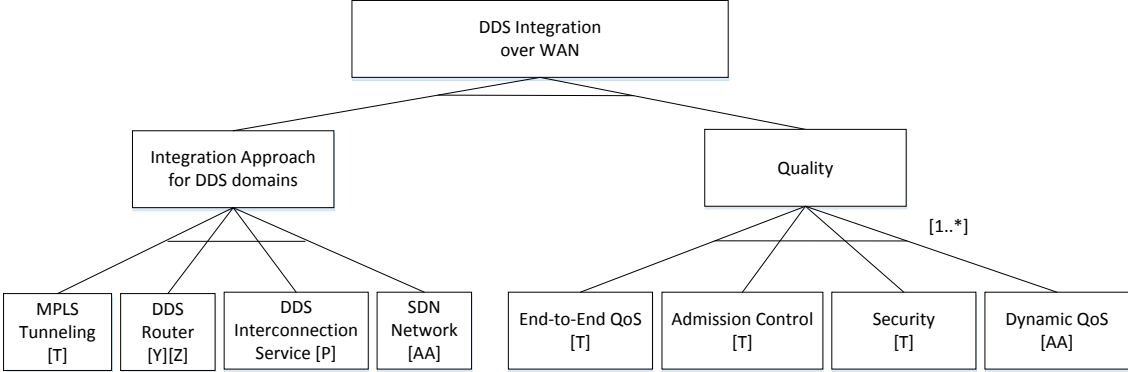 DDS Integration
over WAN
Integration Approach
for DDS domains
Quality
[1..*]
MPLS
Tunneling
[T]
DDS
Router
[Y][Z]
DDS
Interconnection
Service [P]
SDN
Network
[AA]
End-to-End QoS
[T]
Admission Control
[T]
Security
[T]
Dynamic QoS
[AA]